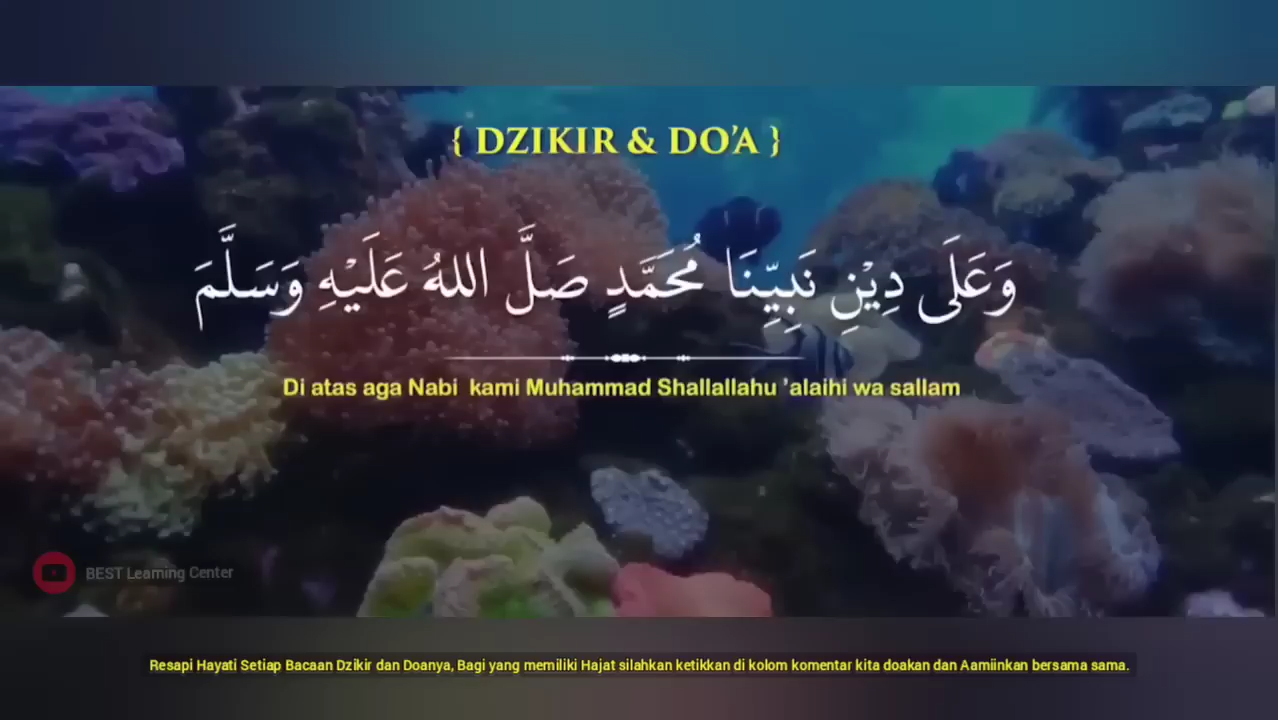 { DZIKIR & DO'A }
وَعَلَى دِيْنِ نَبِيِّنَا مُحَمَّدٍ صَلَّ اللهُ عَلَيْهِ وَسَلَّمَ
Di atas aga Nabi kami Muhammad Shallallahu 'alaihi wa sallam
BEST Learning Center
Resapi Hayati Setiap Bacaan Dzikir dan Doanya, Bagi yang memiliki Hajat silahkan ketikkan di kolom komentar kita doakan dan Aamiinkan bersama sama.